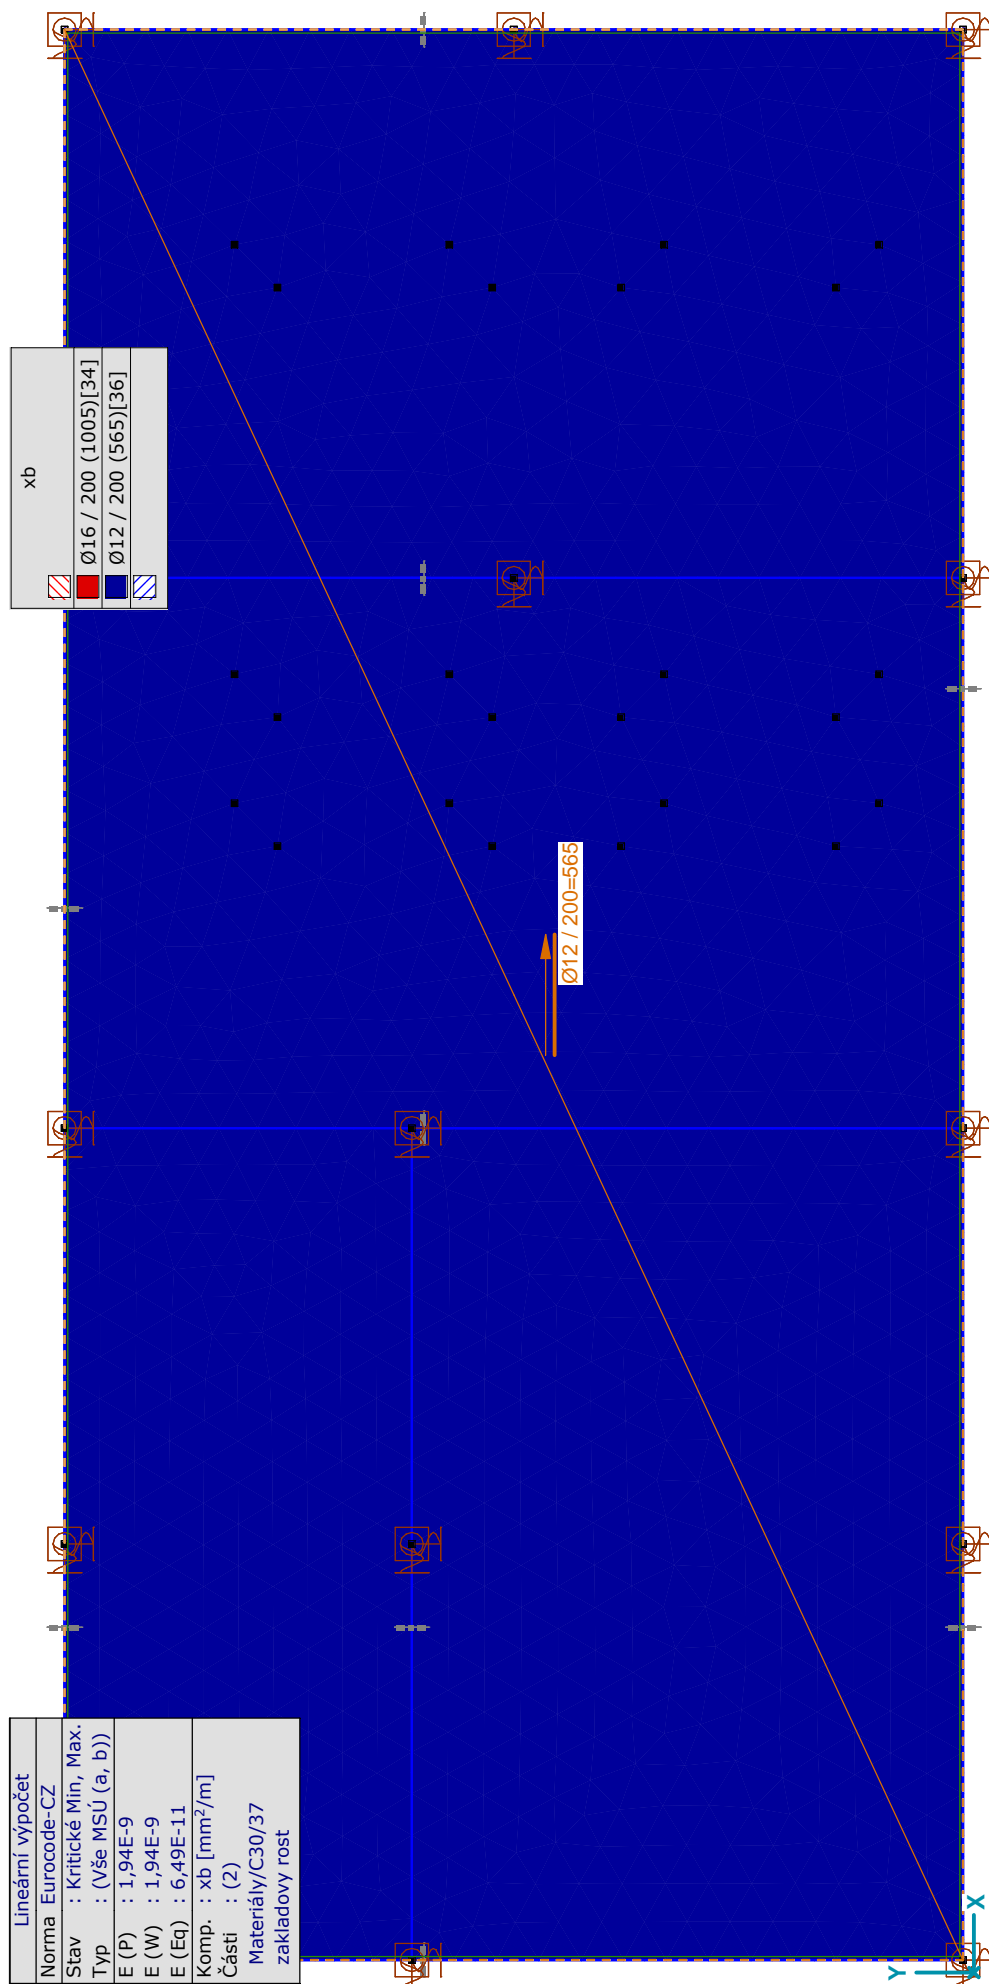 Lineární výpočet
Norma Eurocode-CZ
Stav : Kritické Min, Max.
Typ : (Vše MSÚ (a, b))
E (P) : 1,94E-9
E (W) : 1,94E-9
E (Eq) : 6,49E-11
Komp. : xb [mm²/m]
Části : (2)
Materiály/C30/37
zakladovy rost
xb
Ø16 / 200 (1005)[34]
Ø12 / 200 (565)[36]
Ø12 / 200=565
Y
X